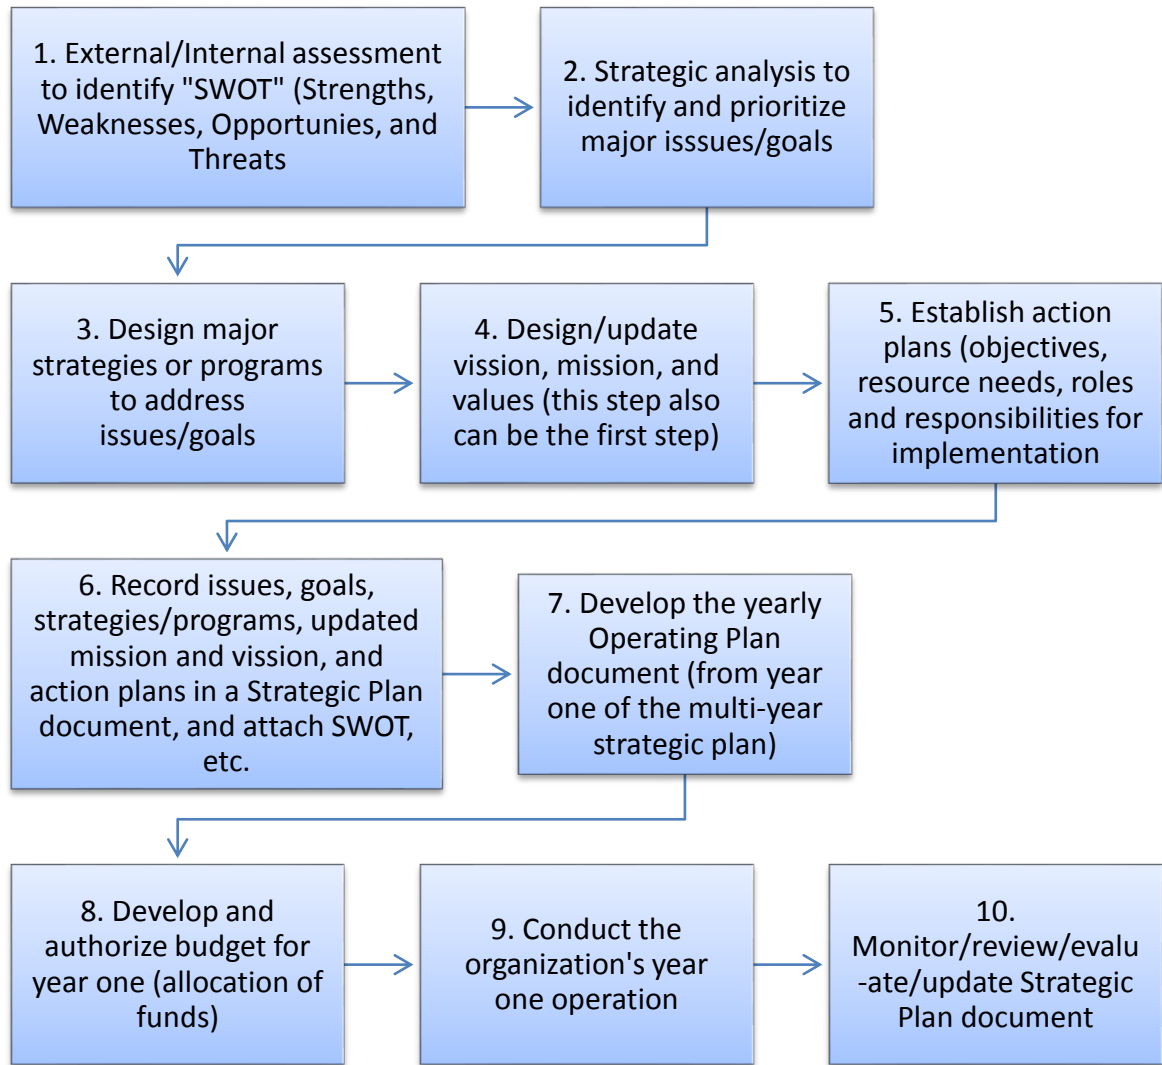 1. External/Internal assessment
to identify "SWOT" (Strengths,
Weaknesses, Opportunies, and
Threats
2. Strategic analysis to
identify and prioritize
major isssues/goals
3. Design major
strategies or programs
to address
issues/goals
4. Design/update
vission, mission, and
values (this step also
can be the first step)
5. Establish action
plans (objectives,
resource needs, roles
and responsibilities for
implementation
6. Record issues, goals,
strategies/programs, updated
mission and vission, and
action plans in a Strategic Plan
document, and attach SWOT,
etc.
7. Develop the yearly
Operating Plan
document (from year
one of the multi-year
strategic plan)
8. Develop and
authorize budget for
year one (allocation of
funds)
9. Conduct the
organization's year
one operation
10.
Monitor/review/evalu
-ate/update Strategic
Plan document